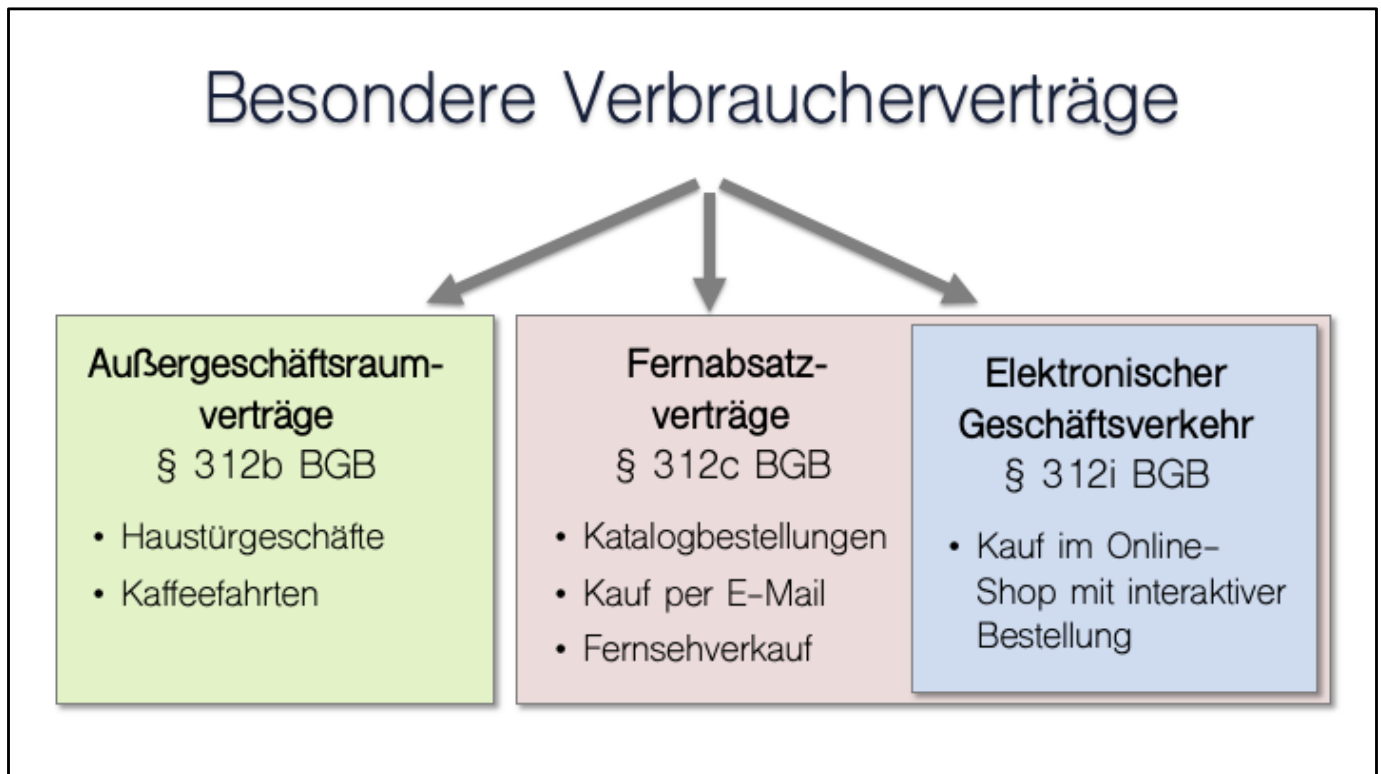 Besondere Verbraucherverträge
Außergeschäftsraum-
verträge
§ 312b BGB
• Haustürgeschäfte
• Kaffeefahrten
Fernabsatz-
verträge
§ 312c BGB
• Katalogbestellungen
• Kauf per E-Mail
• Fernsehverkauf
Elektronischer
Geschäftsverkehr
§ 312i BGB
• Kauf im Online-
Shop mit interaktiver
Bestellung